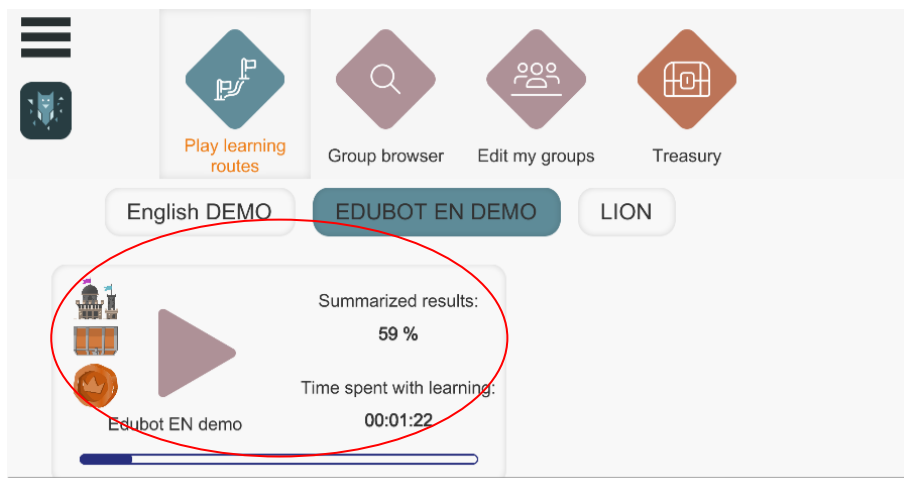 Play learning
routes
Group browser
Edit my groups
Treasury
English DEMO
EDUBOT EN DEMO
LION
Summarized results:
59 %
Time spent with learning:
00:01:22
Edubot EN demo